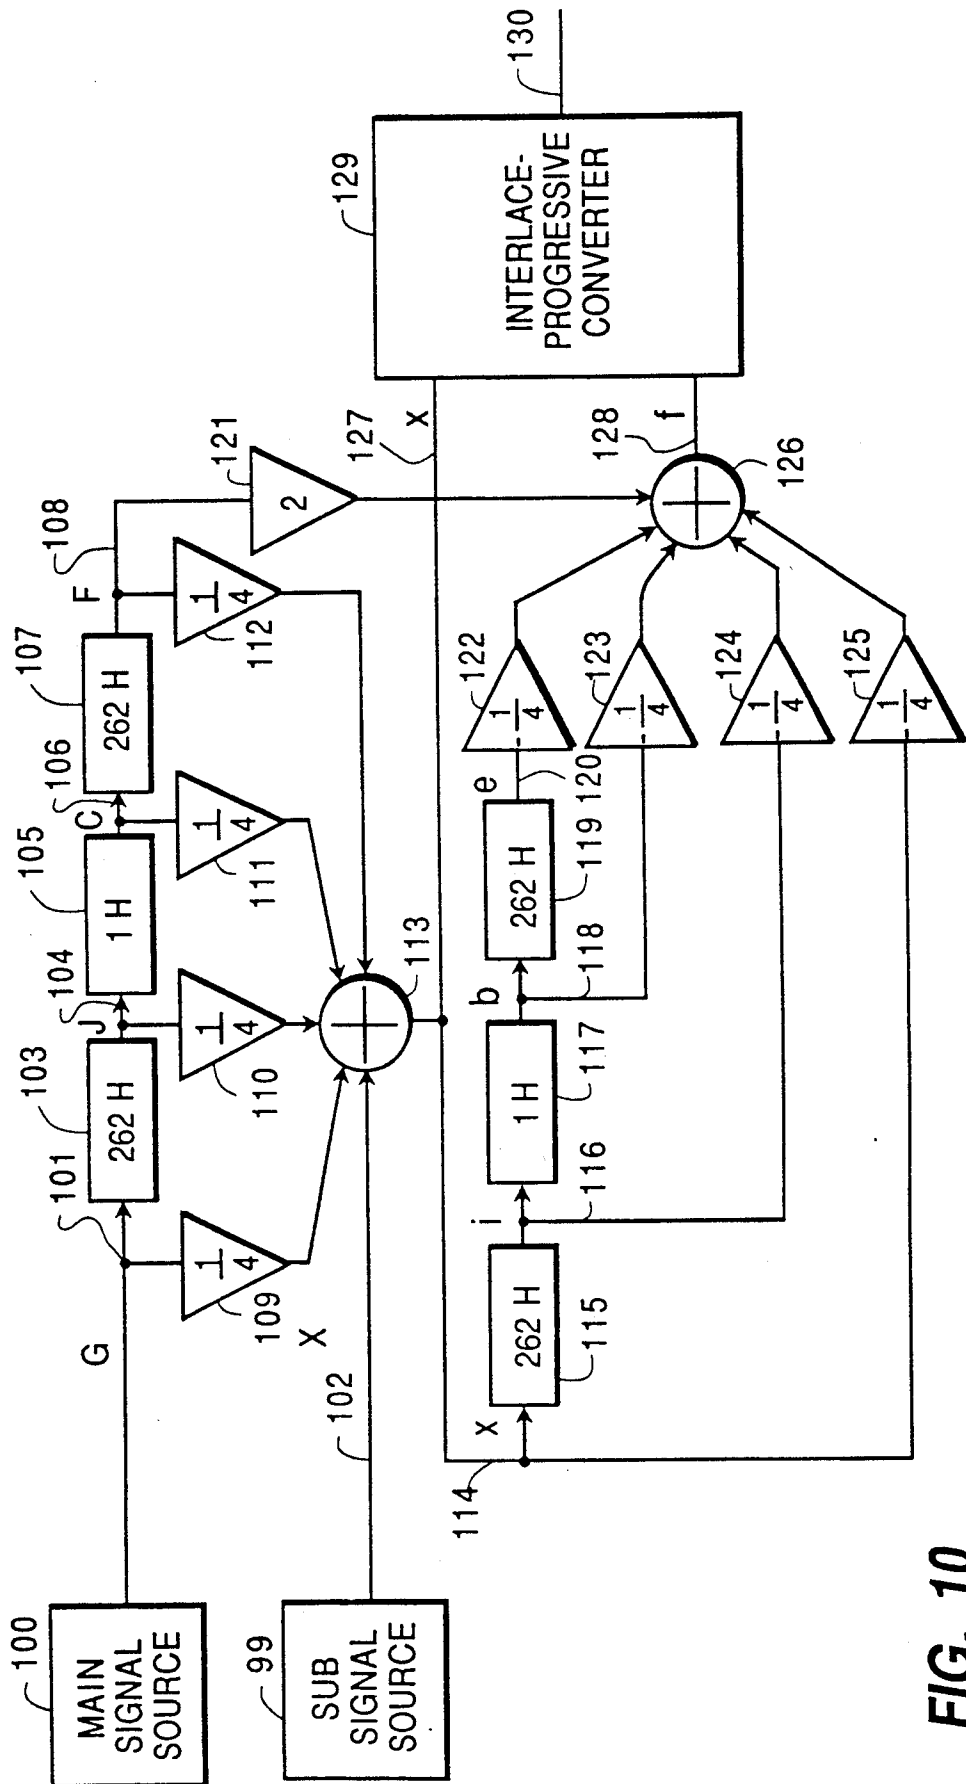 100
MAIN
SIGNAL
SOURCE
G
101
103
262 H
J
104
105
1 H
C
106
107
262 H
F
108
1
4
109
1
4
110
1
4
111
1
4
112
121
2
99
SUB
SIGNAL
SOURCE
102
X
113
127
x
114
x
262 H
115
i
116
1 H
117
b
118
262 H
119
e
120
-1
4
122
-1
4
123
-1
4
124
-1
4
125
126
128
f
129
INTERLACE-
PROGRESSIVE
CONVERTER
130
FIG. 10